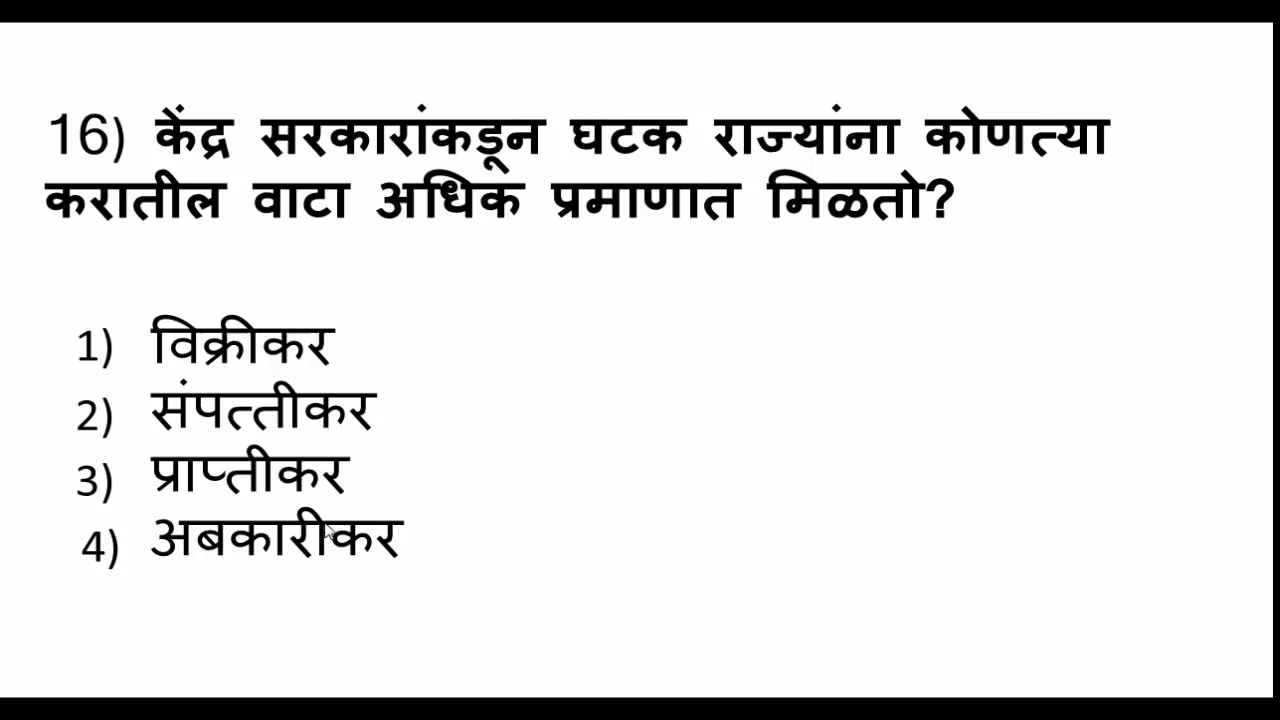 16) केंद्र सरकारांकडून घटक राज्यांना कोणत्या
करातील वाटा अधिक प्रमाणात मिळतो?
1) विक्रीकर
2) संपत्तीकर
3) प्राप्तीकर
4) अबकारीकर